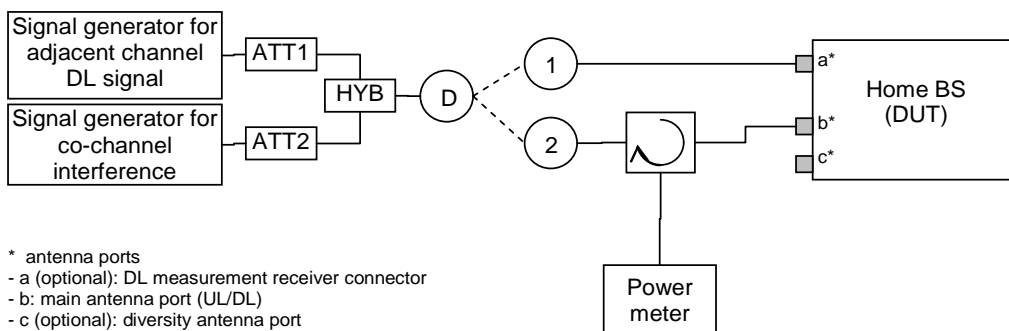 Signal generator for
adjacent channel
DL signal
ATT1
HYB
D
1
2
a*
b*
c*
Home BS
(DUT)
Signal generator for
co-channel
interference
ATT2
Power
meter
* antenna ports
- a (optional): DL measurement receiver connector
- b: main antenna port (UL/DL)
- c (optional): diversity antenna port